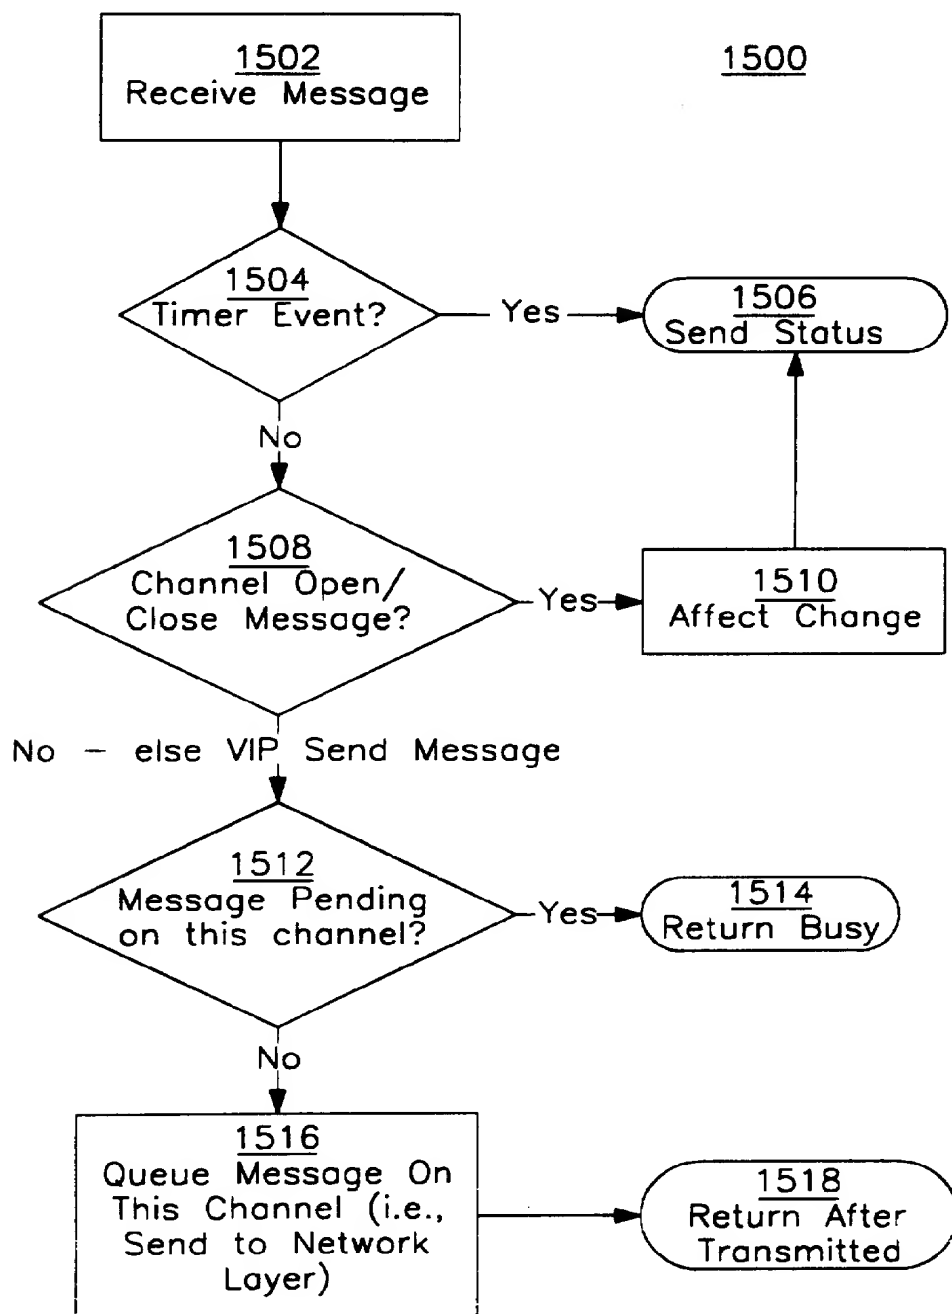 1502
Receive Message
1500
1504
Timer Event?
Yes
1506
Send Status
No
1508
Channel Open/
Close Message?
Yes
1510
Affect Change
No - else VIP Send Message
1512
Message Pending
on this channel?
Yes
1514
Return Busy
No
1516
Queue Message On
This Channel (i.e.,
Send to Network
Layer)
1518
Return After
Transmitted